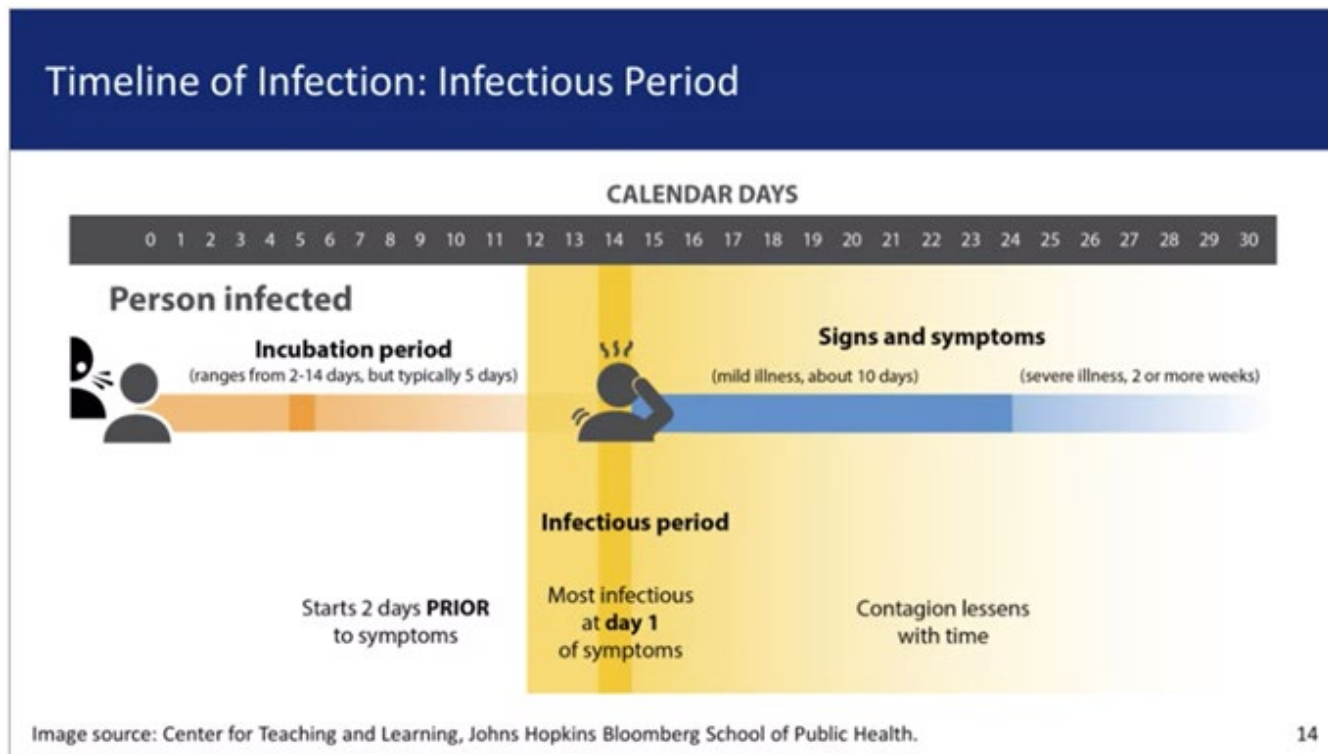 Timeline of Infection: Infectious Period
CALENDAR DAYS
0 1 2 3 4 5 6 7 8 9 10 11 12 13 14 15 16 17 18 19 20 21 22 23 24 25 26 27 28 29 30
Person infected
Incubation period
(ranges from 2-14 days, but typically 5 days)
Signs and symptoms
(mild illness, about 10 days)
(severe illness, 2 or more weeks)
Infectious period
Starts 2 days PRIOR
to symptoms
Most infectious
at day 1
of symptoms
Contagion lessens
with time
Image source: Center for Teaching and Learning, Johns Hopkins Bloomberg School of Public Health.
14